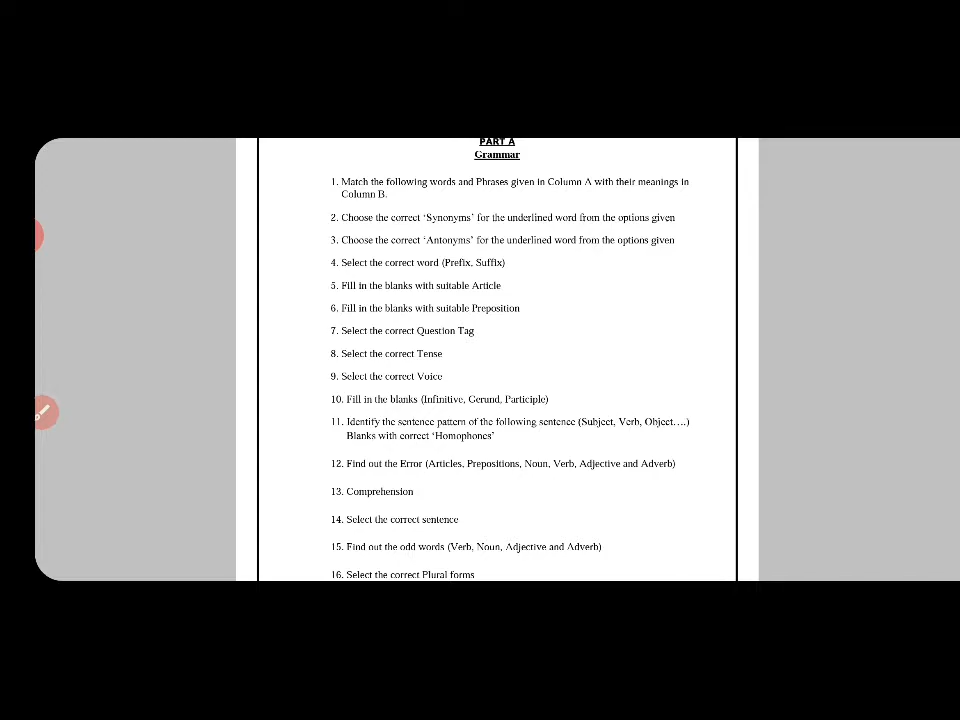 PART A
Grammar
1. Match the following words and Phrases given in Column A with their meanings in
Column B.
2. Choose the correct ‘Synonyms’ for the underlined word from the options given
3. Choose the correct ‘Antonyms’ for the underlined word from the options given
4. Select the correct word (Prefix, Suffix)
5. Fill in the blanks with suitable Article
6. Fill in the blanks with suitable Preposition
7. Select the correct Question Tag
8. Select the correct Tense
9. Select the correct Voice
10. Fill in the blanks (Infinitive, Gerund, Participle)
11. Identify the sentence pattern of the following sentence (Subject, Verb, Object….)
Blanks with correct ‘Homophones’
12. Find out the Error (Articles, Prepositions, Noun, Verb, Adjective and Adverb)
13. Comprehension
14. Select the correct sentence
15. Find out the odd words (Verb, Noun, Adjective and Adverb)
16. Select the correct Plural forms